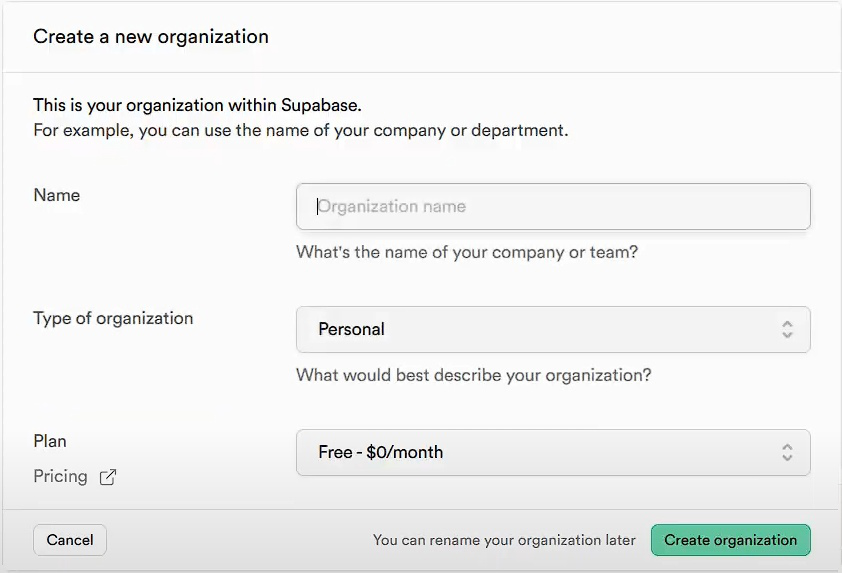 Create a new organization
This is your organization within Supabase.
For example, you can use the name of your company or department.
Name
Organization name
What's the name of your company or team?
Type of organization
Personal
What would best describe your organization?
Plan
Free - $0/month
Pricing
Cancel
You can rename your organization later
Create organization